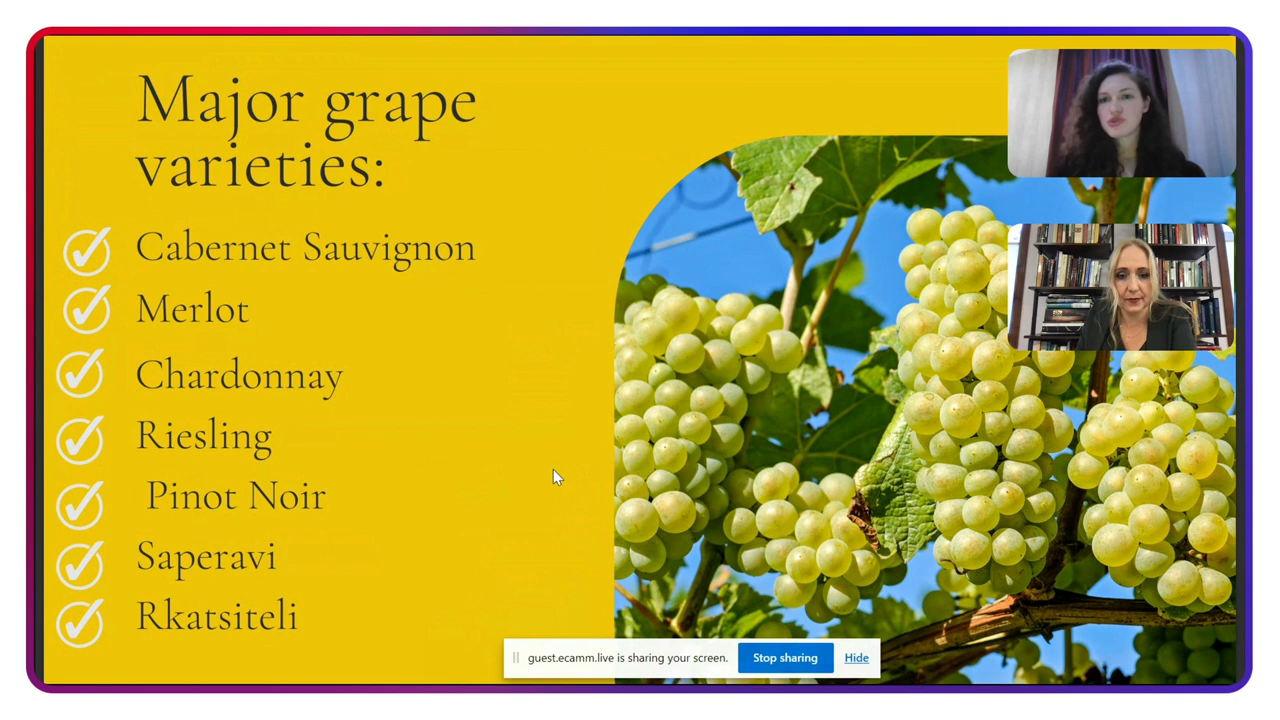 Major grape
varieties:
Cabernet Sauvignon
Merlot
Chardonnay
Riesling
Pinot Noir
Saperavi
Rkatsiteli
guest.ecamm.live is sharing your screen.
Stop sharing
Hide